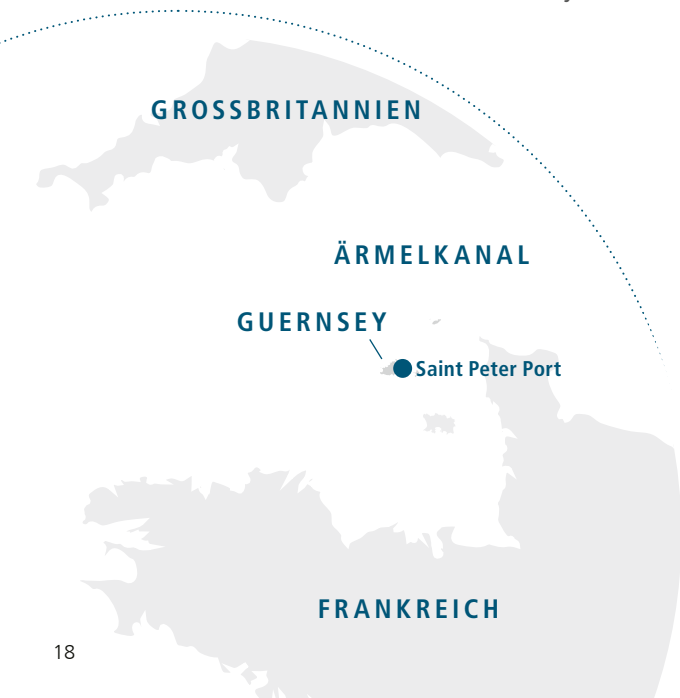 GROSSBRITANNIEN
ÄRMELKANAL
GUERNSEY
Saint Peter Port
FRANKREICH
18